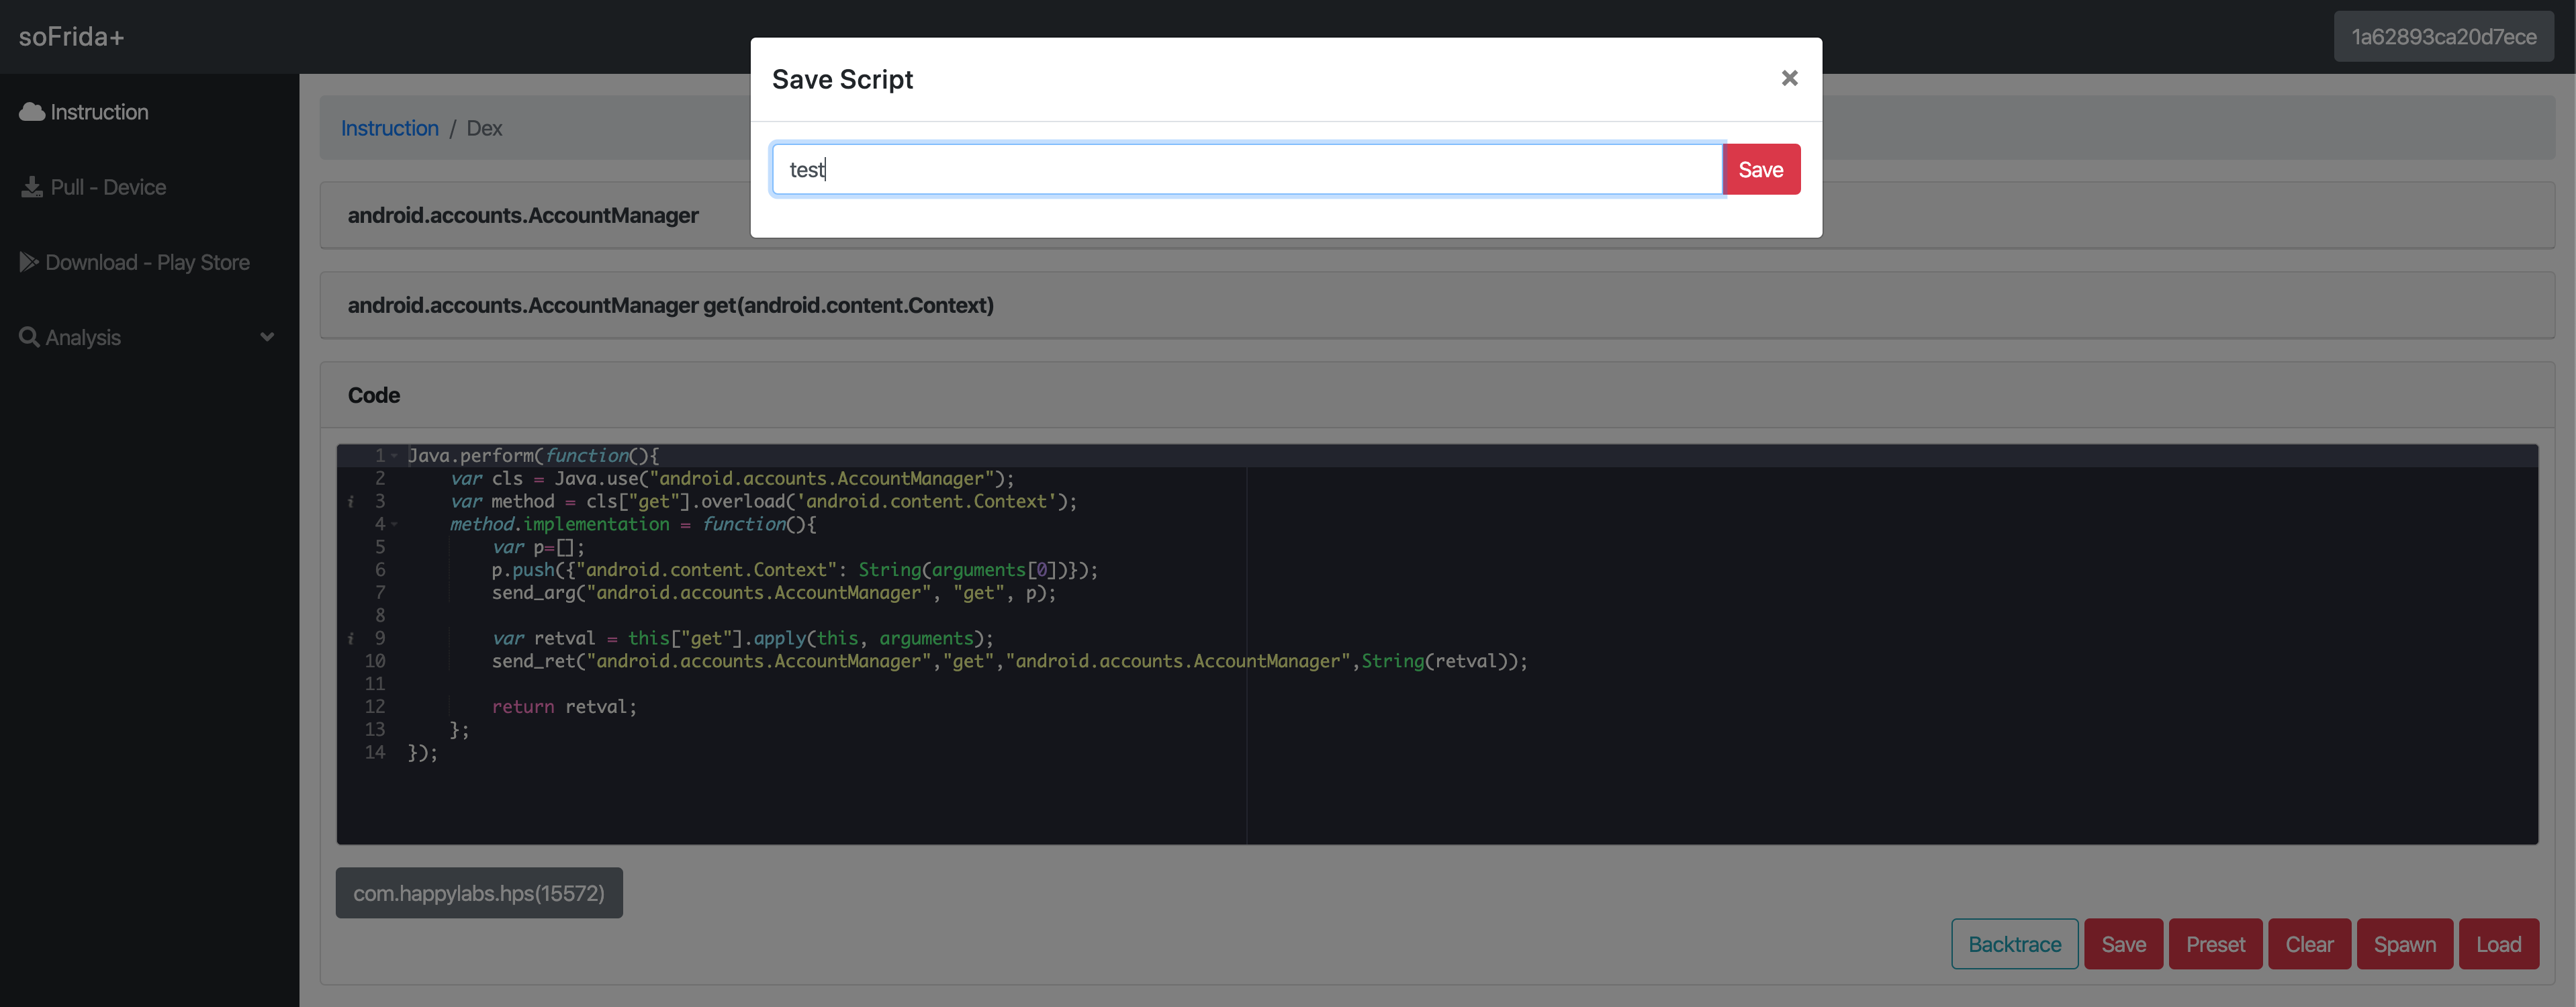 soFrida+
1a62893ca20d7ece
Save Script
×
test
Save
Instruction
Pull - Device
Download - Play Store
Analysis
Instruction / Dex
android.accounts.AccountManager
android.accounts.AccountManager get(android.content.Context)
Code
1 Java.perform(function(){
2 var cls = Java.use("android.accounts.AccountManager");
i 3 var method = cls["get"].overload('android.content.Context');
4 method.implementation = function(){
5 var p=[];
6 p.push({"android.content.Context": String(arguments[0])});
7 send_arg("android.accounts.AccountManager", "get", p);
8
i 9 var retval = this["get"].apply(this, arguments);
10 send_ret("android.accounts.AccountManager","get","android.accounts.AccountManager",String(retval));
11
12 return retval;
13 };
14 });
com.happylabs.hps(15572)
Backtrace Save Preset Clear Spawn Load